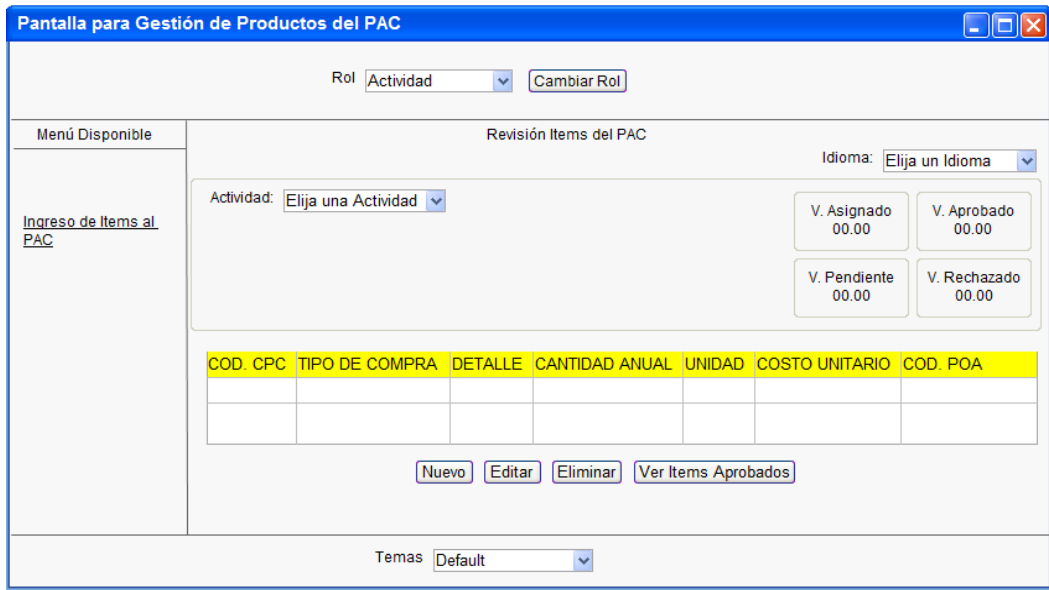 Pantalla para Gestión de Productos del PAC
Rol Actividad Cambiar Rol
Menú Disponible
Revisión Items del PAC
Idioma: Elija un Idioma
Ingreso de Items al
PAC
Actividad: Elija una Actividad
V. Asignado
00.00
V. Aprobado
00.00
V. Pendiente
00.00
V. Rechazado
00.00
COD. CPC TIPO DE COMPRA DETALLE CANTIDAD ANUAL UNIDAD COSTO UNITARIO COD. POA
Nuevo Editar Eliminar Ver Items Aprobados
Temas Default